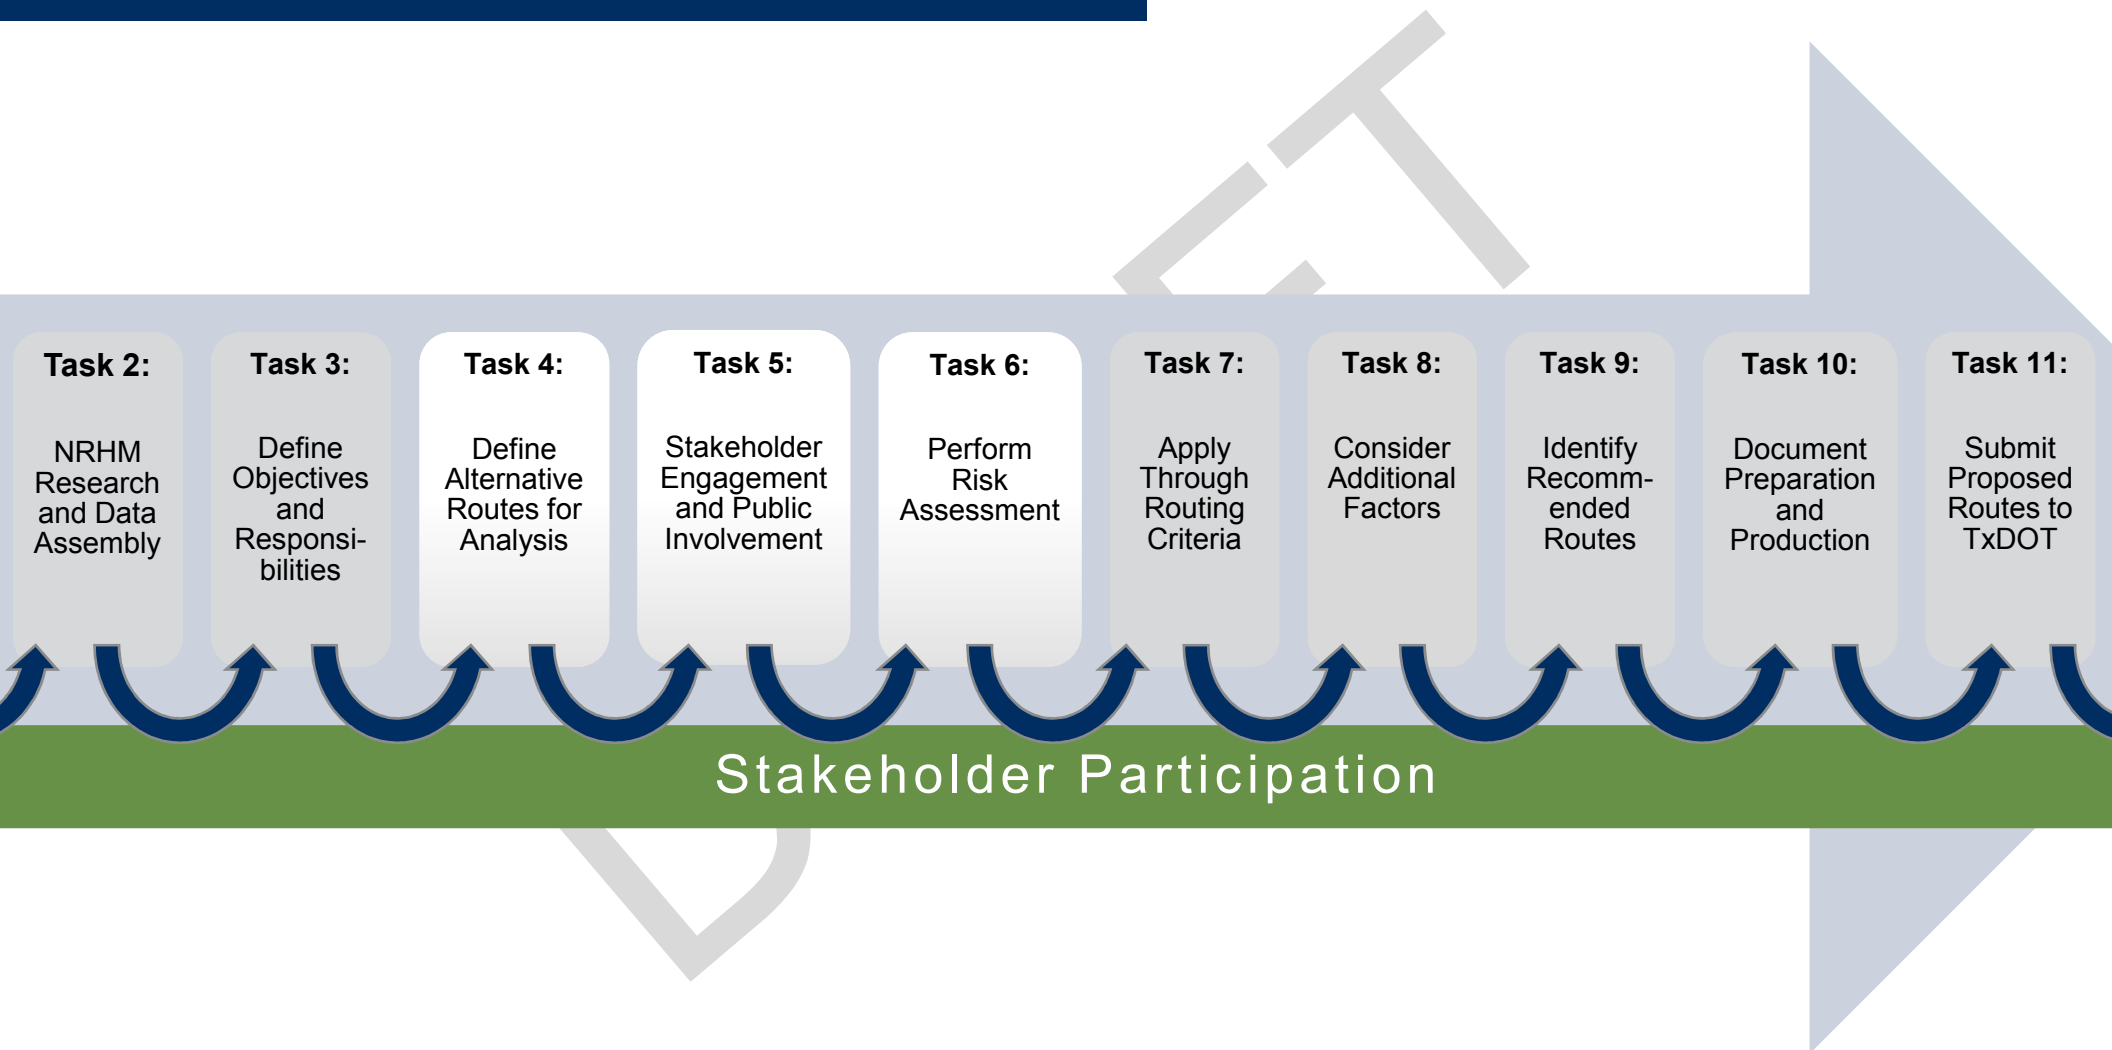 Task 2:
NRHM
Research
and Data
Assembly
Task 3:
Define
Objectives
and
Responsi-
bilities
Task 4:
Define
Alternative
Routes for
Analysis
Task 5:
Stakeholder
Engagement
and Public
Involvement
Task 6:
Perform
Risk
Assessment
Task 7:
Apply
Through
Routing
Criteria
Task 8:
Consider
Additional
Factors
Task 9:
Identify
Recomm-
ended
Routes
Task 10:
Document
Preparation
and
Production
Task 11:
Submit
Proposed
Routes to
TxDOT
Stakeholder Participation